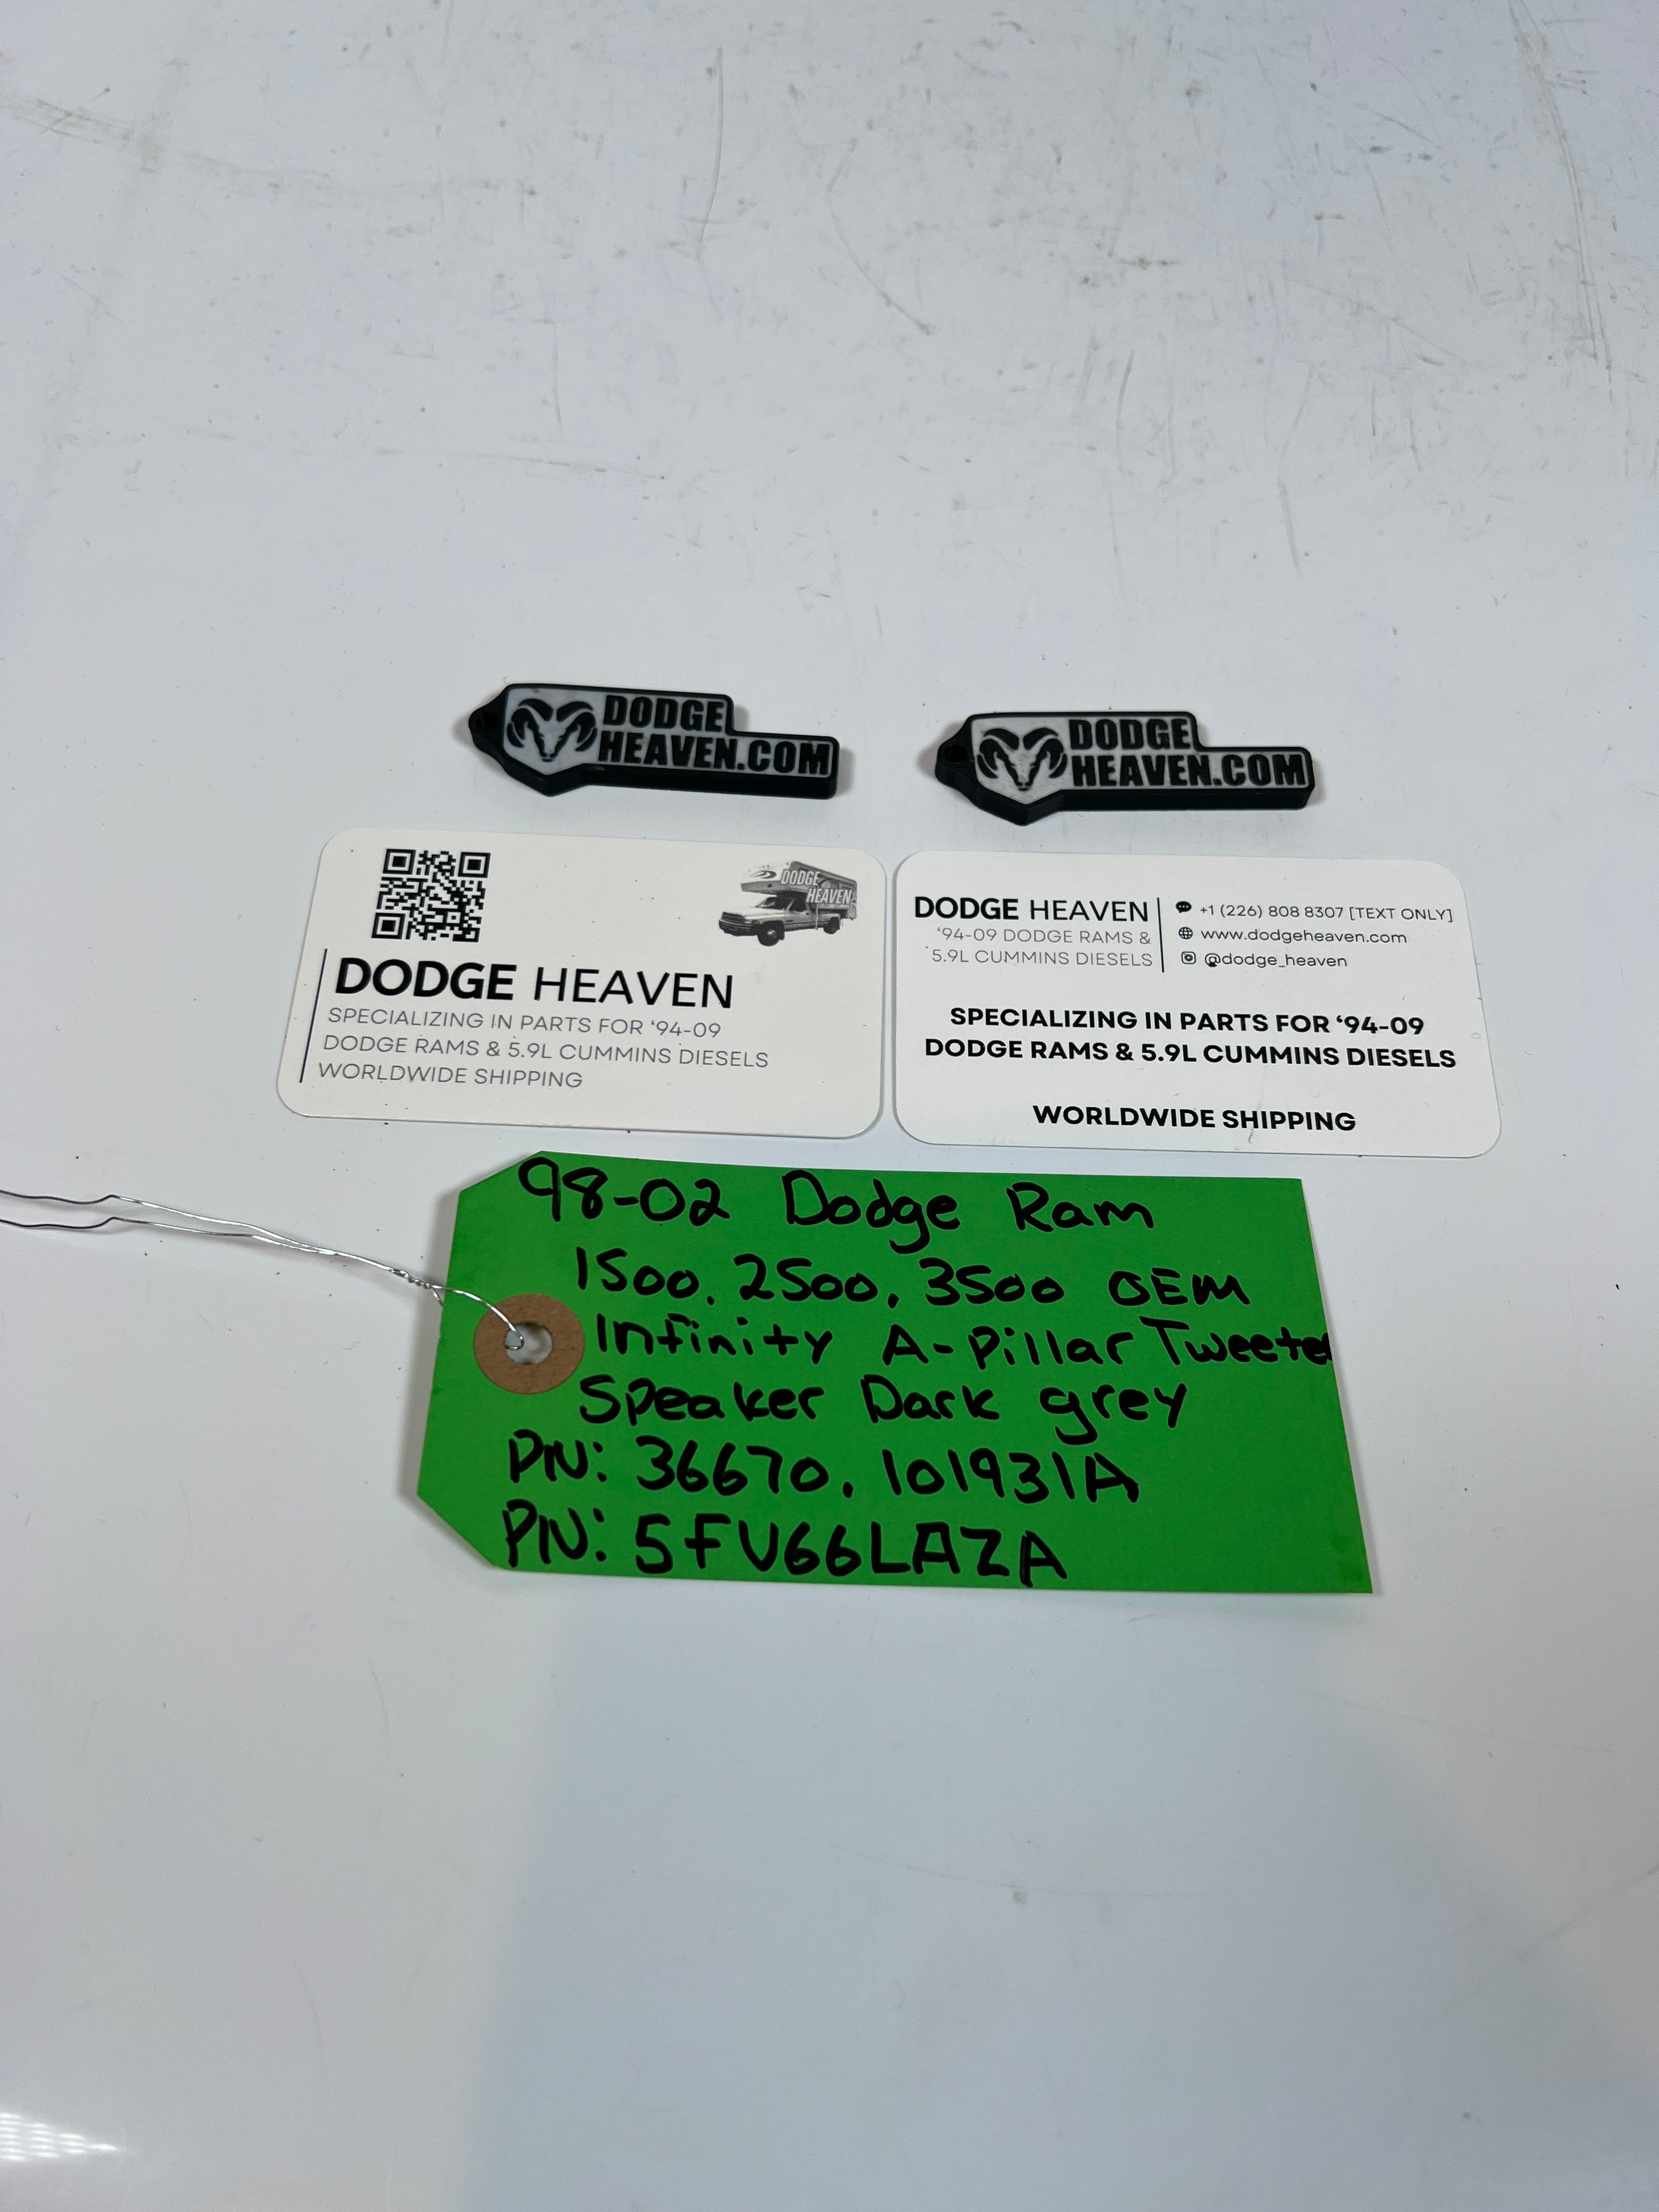 DODGE
HEAVEN.COM
DODGE
HEAVEN.COM
DODGE
HEAVEN
DODGE HEAVEN
SPECIALIZING IN PARTS FOR ‘94-09
DODGE RAMS & 5.9L CUMMINS DIESELS
WORLDWIDE SHIPPING
DODGE HEAVEN
‘94-09 DODGE RAMS &
5.9L CUMMINS DIESELS
+1 (226) 808 8307 [TEXT ONLY]
www.dodgeheaven.com
@dodge_heaven
SPECIALIZING IN PARTS FOR ‘94-09
DODGE RAMS & 5.9L CUMMINS DIESELS
WORLDWIDE SHIPPING
98-02 Dodge Ram
1500, 2500, 3500 OEM
Infinity A-Pillar Tweeter
Speaker Dark grey
PN: 36670, 101931A
PN: 5FV66LAZA